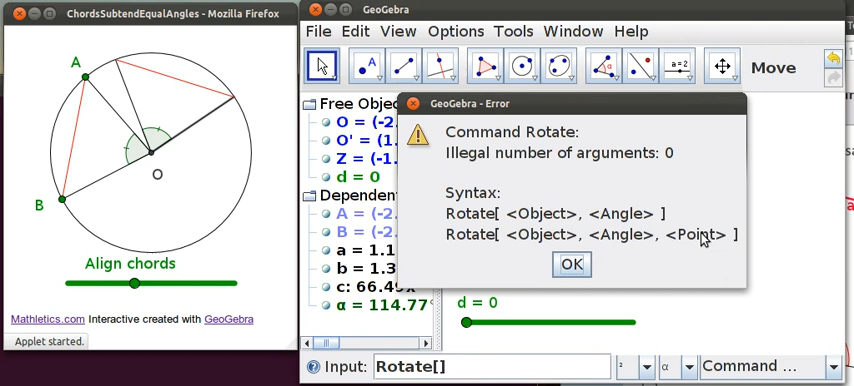 ChordsSubtendEqualAngles - Mozilla Firefox
A
B
O
Align chords
Mathletics.com Interactive created with GeoGebra
Applet started.
GeoGebra
File Edit View Options Tools Window Help
A
α
a=2
Move
Free Objec
O = (-2.
O' = (1.
Z = (-1.
d = 0
Dependent
A = (-2.
B = (-2.
a = 1.1
b = 1.3
c: 66.49x
α = 114.77°
GeoGebra - Error
Command Rotate:
Illegal number of arguments: 0
Syntax:
Rotate[ <Object>, <Angle> ]
Rotate[ <Object>, <Angle>, <Point> ]
OK
d = 0
Input: Rotate[] ² α Command ...